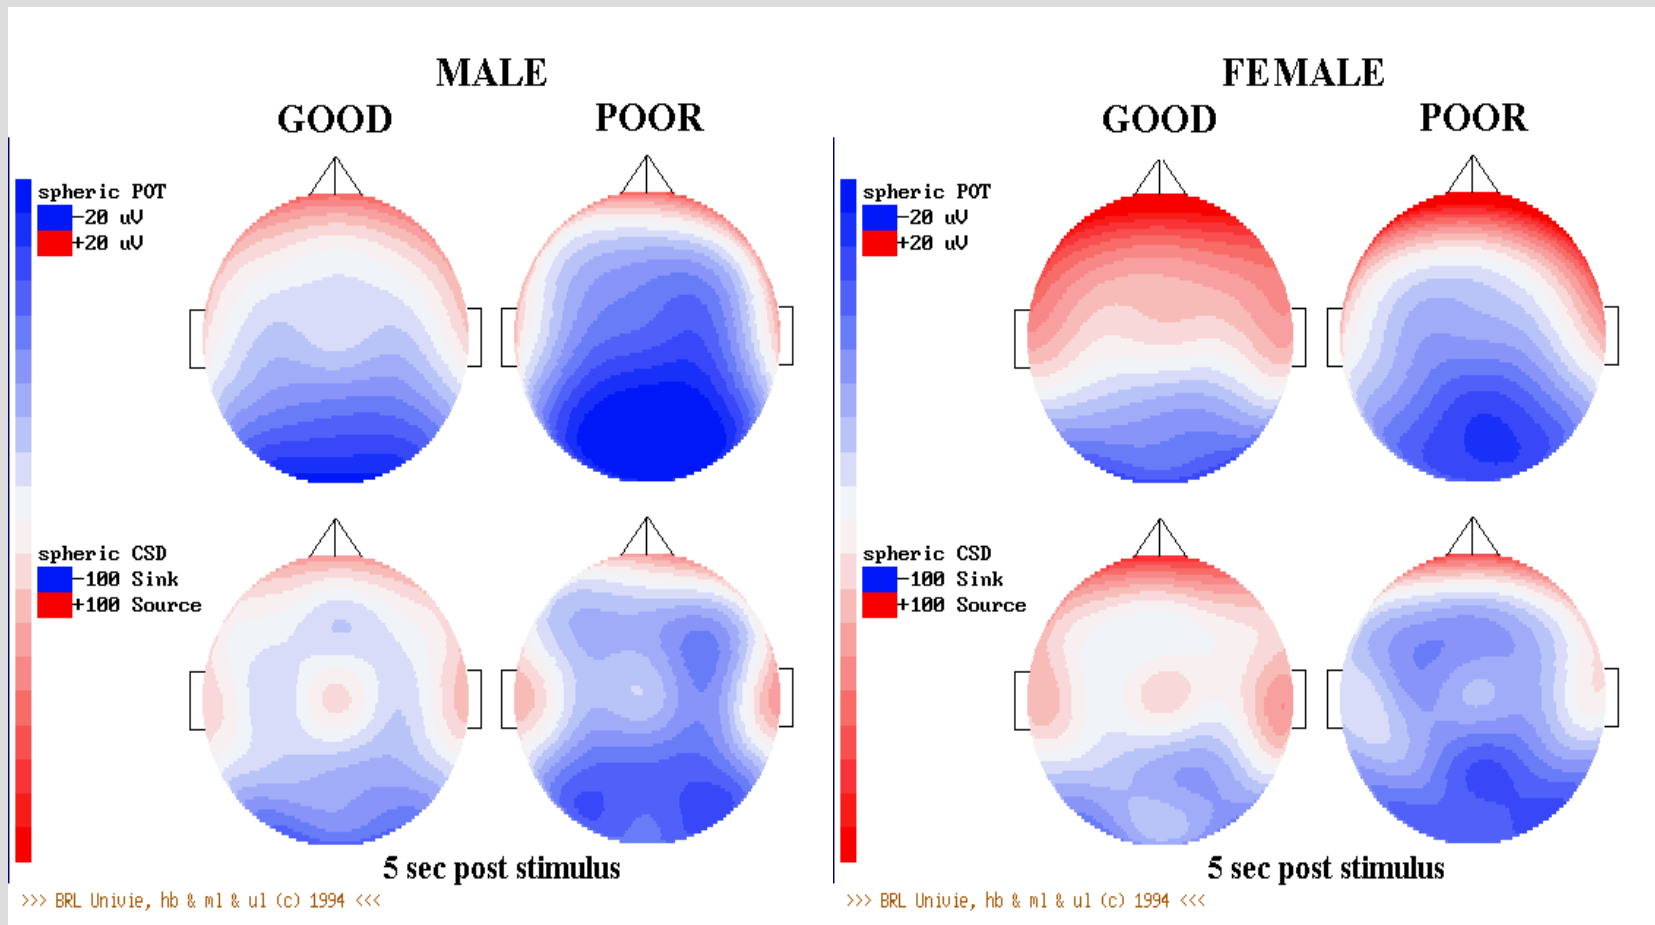 MALE
GOOD POOR
spheric POT
-20 uV
+20 uV
spheric CSD
-100 Sink
+100 Source
5 sec post stimulus
>>> BRL Univie, hb & ml & ul (c) 1994 <<<
FEMALE
GOOD POOR
spheric POT
-20 uV
+20 uV
spheric CSD
-100 Sink
+100 Source
5 sec post stimulus
>>> BRL Univie, hb & ml & ul (c) 1994 <<<